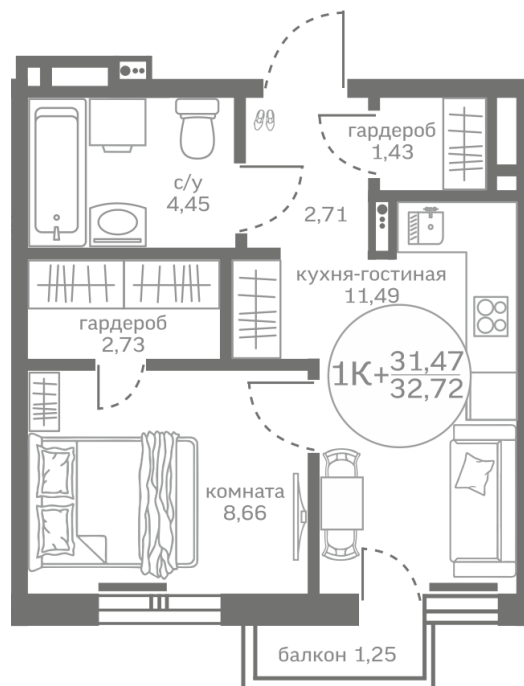 гардероб
1,43
с/у
4,45
2,71
кухня-гостиная
11,49
гардероб
2,73
1К+ 31,47
32,72
комната
8,66
балкон 1,25